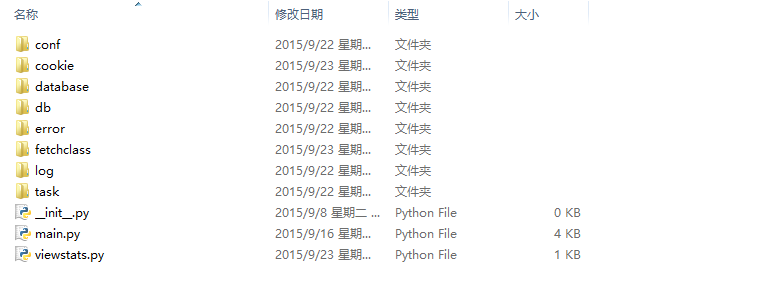 名称 修改日期 类型 大小
conf 2015/9/22 星期... 文件夹
cookie 2015/9/23 星期... 文件夹
database 2015/9/22 星期... 文件夹
db 2015/9/22 星期... 文件夹
error 2015/9/22 星期... 文件夹
fetchclass 2015/9/23 星期... 文件夹
log 2015/9/22 星期... 文件夹
task 2015/9/22 星期... 文件夹
__init__.py 2015/9/8 星期二 ... Python File 0 KB
main.py 2015/9/16 星期... Python File 4 KB
viewstats.py 2015/9/23 星期... Python File 1 KB